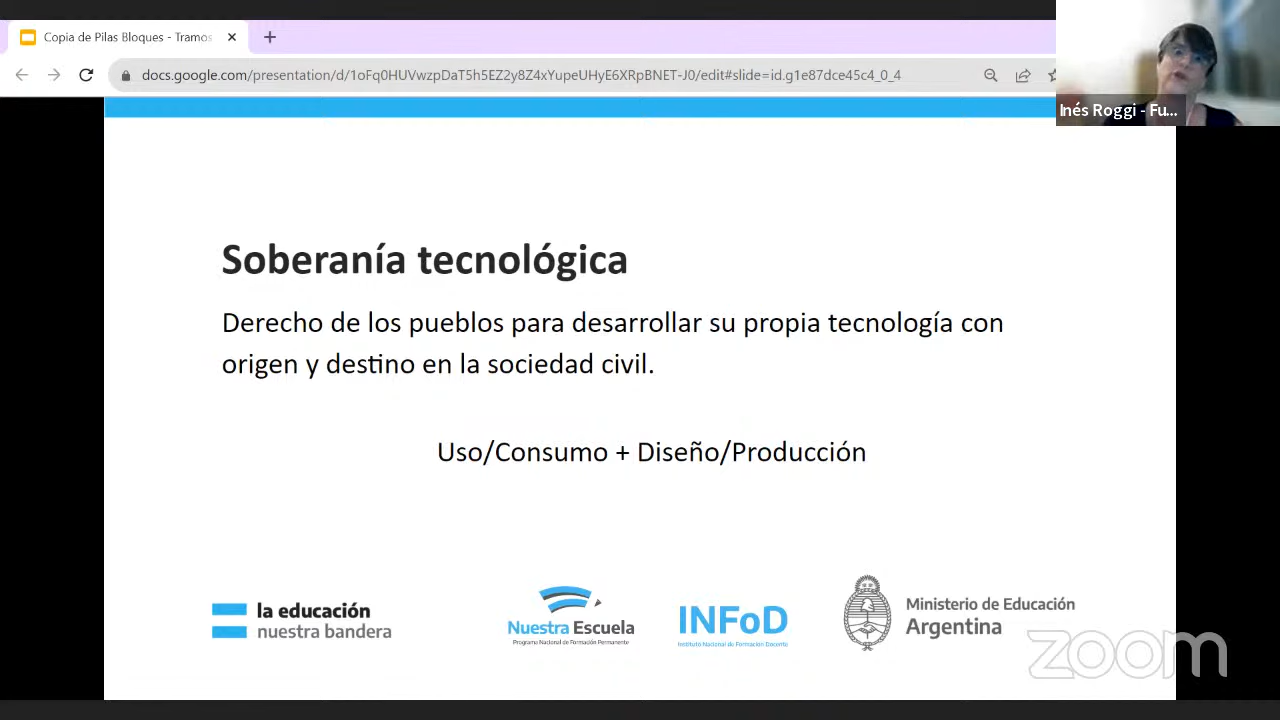 Copia de Pilas Bloques - Tramos
docs.google.com/presentation/d/1oFq0HUVwzpDaT5h5EZ2y8Z4xYupeUHyE6XRpBNET-J0/edit#slide=id.g1e87dce45c4_0_4
Inés Roggi - Fu...
Soberanía tecnológica
Derecho de los pueblos para desarrollar su propia tecnología con
origen y destino en la sociedad civil.
Uso/Consumo + Diseño/Producción
la educación
nuestra bandera
Nuestra Escuela
Programa Nacional de Formación Permanente
INFoD
Instituto Nacional de Formación Docente
Ministerio de Educación
Argentina
zoom